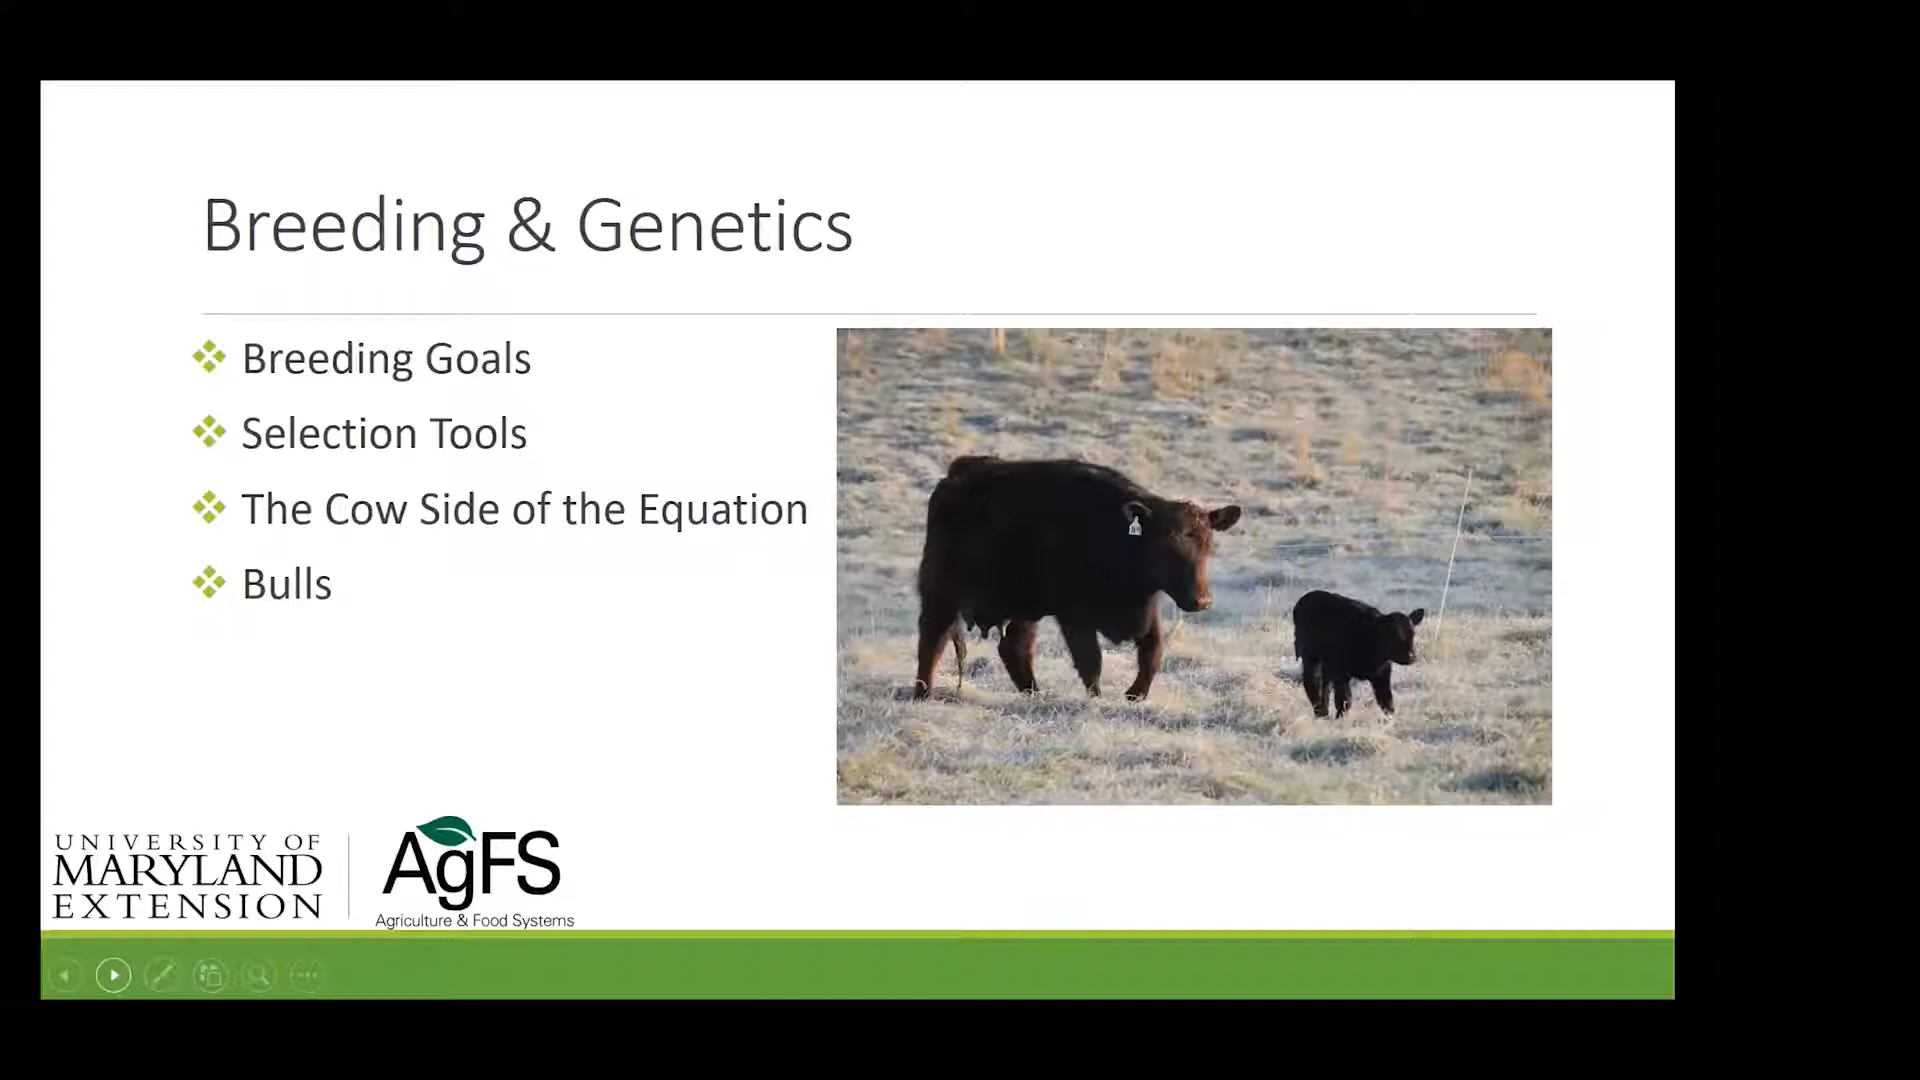 Breeding & Genetics
Breeding Goals
Selection Tools
The Cow Side of the Equation
Bulls
UNIVERSITY OF
MARYLAND
EXTENSION
AgFS
Agriculture & Food Systems